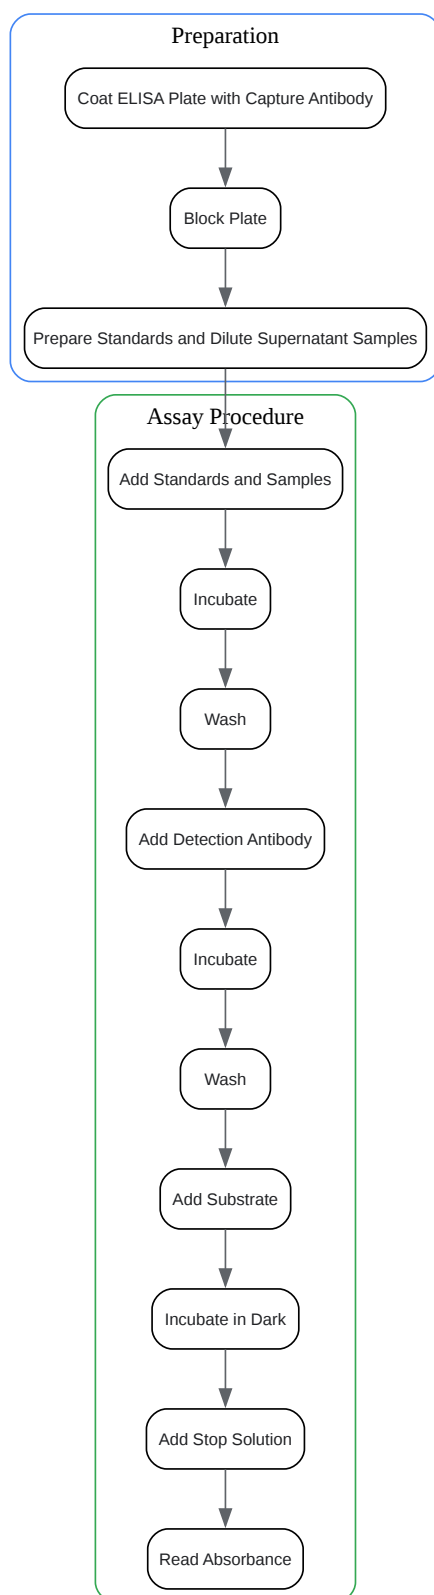 Preparation
Coat ELISA Plate with Capture Antibody
Block Plate
Prepare Standards and Dilute Supernatant Samples
Assay Procedure
Add Standards and Samples
Incubate
Wash
Add Detection Antibody
Incubate
Wash
Add Substrate
Incubate in Dark
Add Stop Solution
Read Absorbance